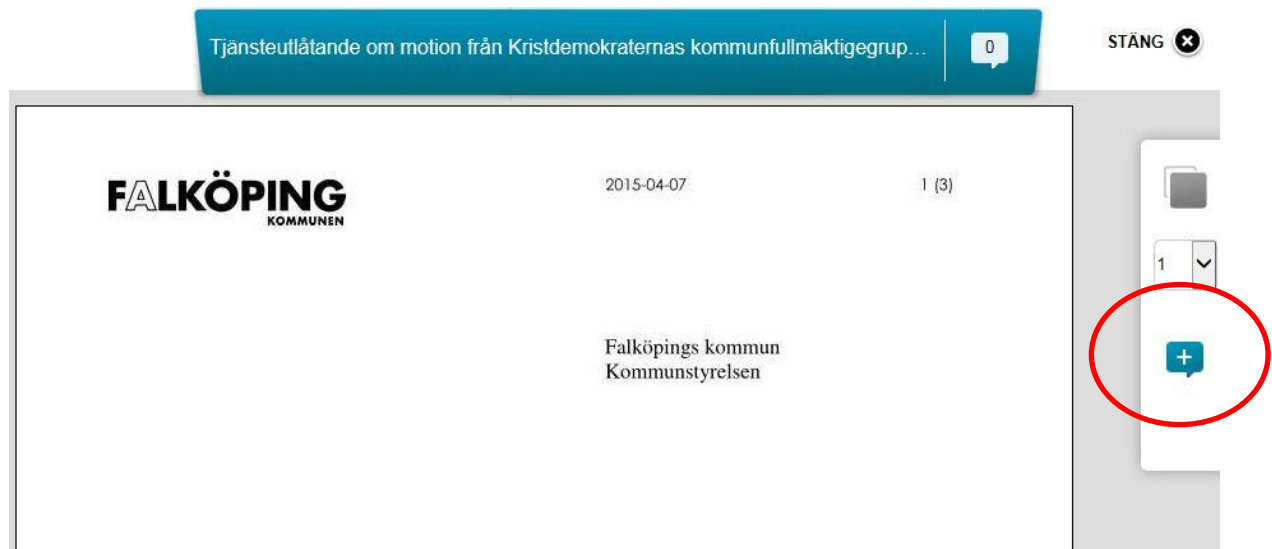 Tjänsteutlåtande om motion från Kristdemokraternas kommunfullmäktigegrup...
0
STÄNG
FALKÖPING
KOMMUNEN
2015-04-07
1 (3)
1
Falköpings kommun
Kommunstyrelsen